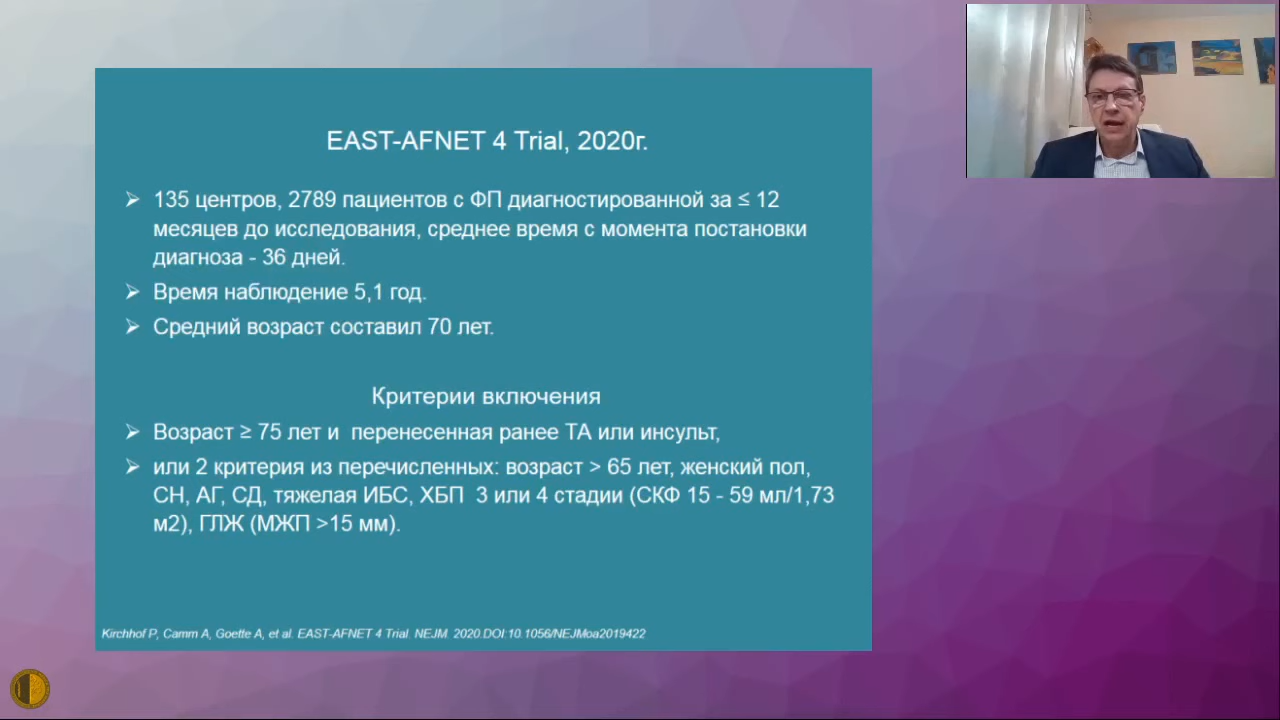 EAST-AFNET 4 Trial, 2020г.
135 центров, 2789 пациентов с ФП диагностированной за ≤ 12
месяцев до исследования, среднее время с момента постановки
диагноза - 36 дней.
Время наблюдение 5,1 год.
Средний возраст составил 70 лет.
Критерии включения
Возраст ≥ 75 лет и перенесенная ранее ТА или инсульт,
или 2 критерия из перечисленных: возраст > 65 лет, женский пол,
СН, АГ, СД, тяжелая ИБС, ХБП 3 или 4 стадии (СКФ 15 - 59 мл/1,73
м2), ГЛЖ (МЖП >15 мм).
Kirchhof P, Camm A, Goette A, et al. EAST-AFNET 4 Trial. NEJM 2020.DOI:10.1056/NEJMoa2019422